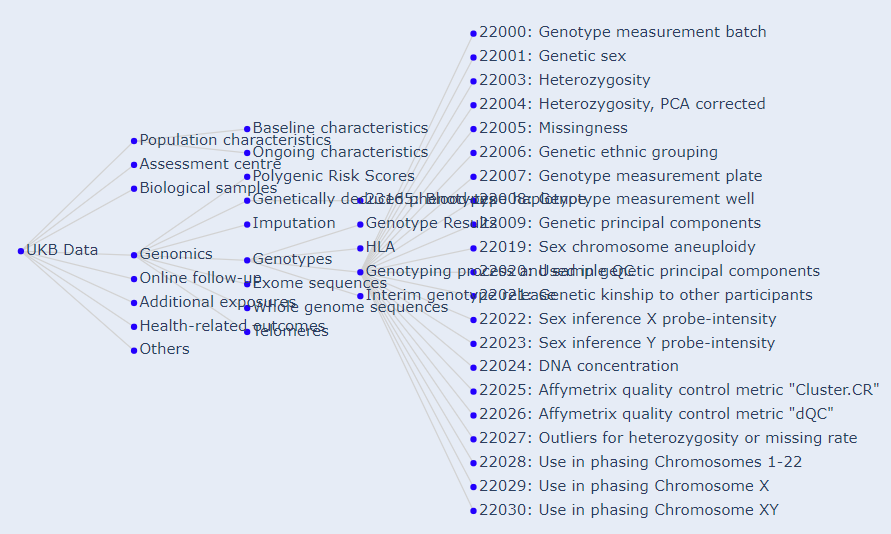 UKB Data
Population characteristics
Baseline characteristics
Ongoing characteristics
Assessment centre
Biological samples
Genomics
Polygenic Risk Scores
Genetically deduced phenotypes
23165: Blood-type haplotype
Imputation
Genotypes
Genotype Results
HLA
Genotyping process and sample QC
22000: Genotype measurement batch
22001: Genetic sex
22003: Heterozygosity
22004: Heterozygosity, PCA corrected
22005: Missingness
22006: Genetic ethnic grouping
22007: Genotype measurement plate
22008: Genotype measurement well
22009: Genetic principal components
22019: Sex chromosome aneuploidy
22020: Used in genetic principal components
22021: Genetic kinship to other participants
22022: Sex inference X probe-intensity
22023: Sex inference Y probe-intensity
22024: DNA concentration
22025: Affymetrix quality control metric "Cluster.CR"
22026: Affymetrix quality control metric "dQC"
22027: Outliers for heterozygosity or missing rate
22028: Use in phasing Chromosomes 1-22
22029: Use in phasing Chromosome X
22030: Use in phasing Chromosome XY
Interim genotype release
Exome sequences
Whole genome sequences
Telomeres
Online follow-up
Additional exposures
Health-related outcomes
Others